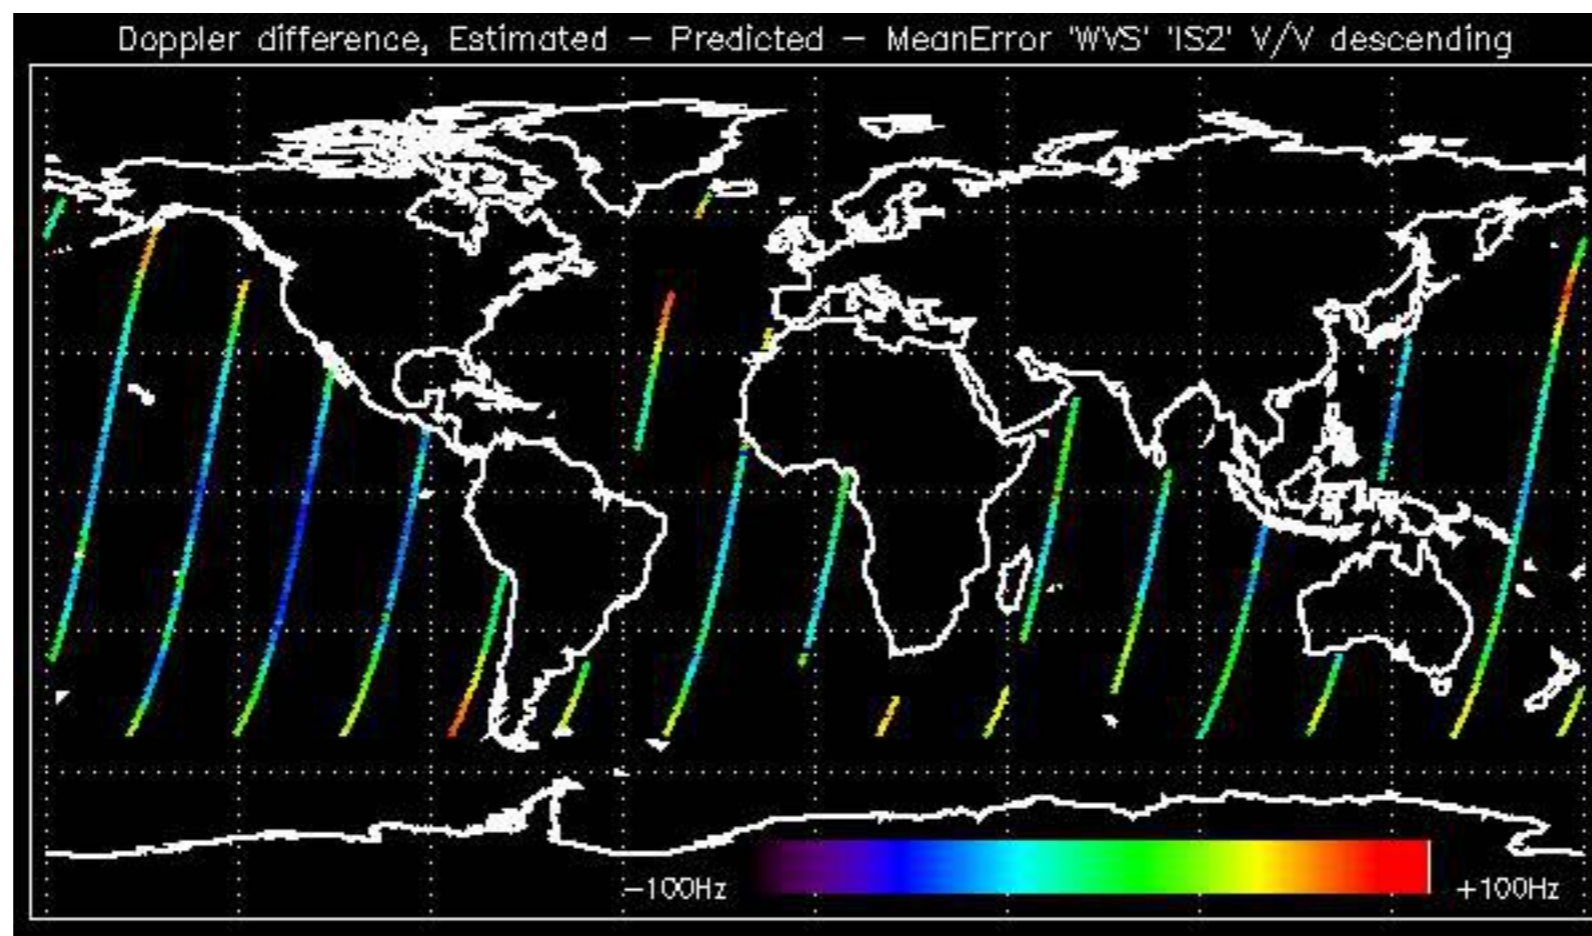 Doppler difference, Estimated – Predicted – MeanError 'WVS' 'IS2' V/V descending
–100Hz +100Hz